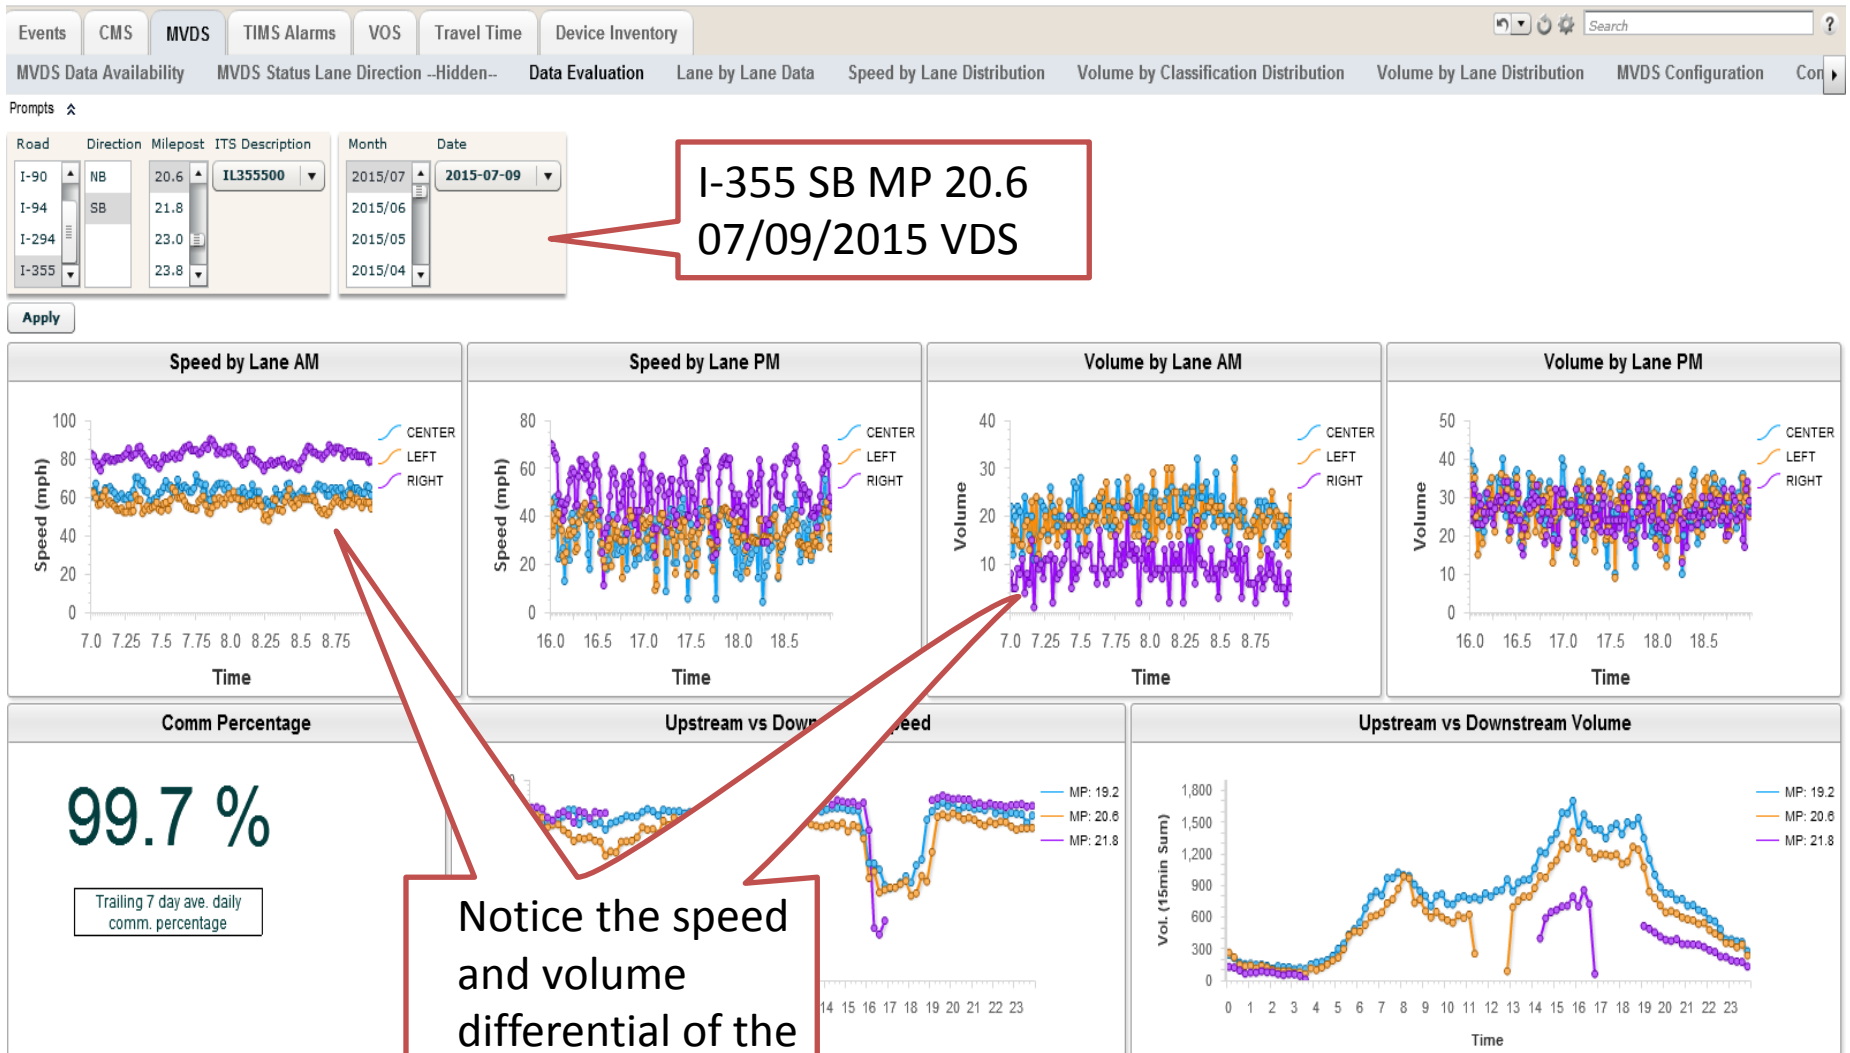 Events CMS MVDS TIMS Alarms VOS Travel Time Device Inventory Search ?
MVDS Data Availability MVDS Status Lane Direction --Hidden-- Data Evaluation Lane by Lane Data Speed by Lane Distribution Volume by Classification Distribution Volume by Lane Distribution MVDS Configuration Con
Prompts
Road Direction Milepost ITS Description Month Date
I-90 NB 20.6 IL355500 2015/07 2015-07-09
I-94 SB 21.8 2015/06
I-294 23.0 2015/05
I-355 23.8 2015/04
I-355 SB MP 20.6
07/09/2015 VDS
Apply
Speed by Lane AM
100
80
60
40
20
0
Speed (mph)
CENTER
LEFT
RIGHT
7.0 7.25 7.5 7.75 8.0 8.25 8.5 8.75
Time
Speed by Lane PM
80
60
40
20
0
Speed (mph)
CENTER
LEFT
RIGHT
16.0 16.5 17.0 17.5 18.0 18.5
Time
Volume by Lane AM
40
30
20
10
Volume
CENTER
LEFT
RIGHT
7.0 7.25 7.5 7.75 8.0 8.25 8.5 8.75
Time
Volume by Lane PM
50
40
30
20
10
0
Volume
CENTER
LEFT
RIGHT
16.0 16.5 17.0 17.5 18.0 18.5
Time
Comm Percentage
99.7 %
Trailing 7 day ave. daily
comm. percentage
Upstream vs Down peed
MP: 19.2
MP: 20.6
MP: 21.8
14 15 16 17 18 19 20 21 22 23
Notice the speed
and volume
differential of the
Upstream vs Downstream Volume
1,800
1,500
1,200
900
600
300
0
Vol. (15min Sum)
MP: 19.2
MP: 20.6
MP: 21.8
0 1 2 3 4 5 6 7 8 9 10 11 12 13 14 15 16 17 18 19 20 21 22 23
Time